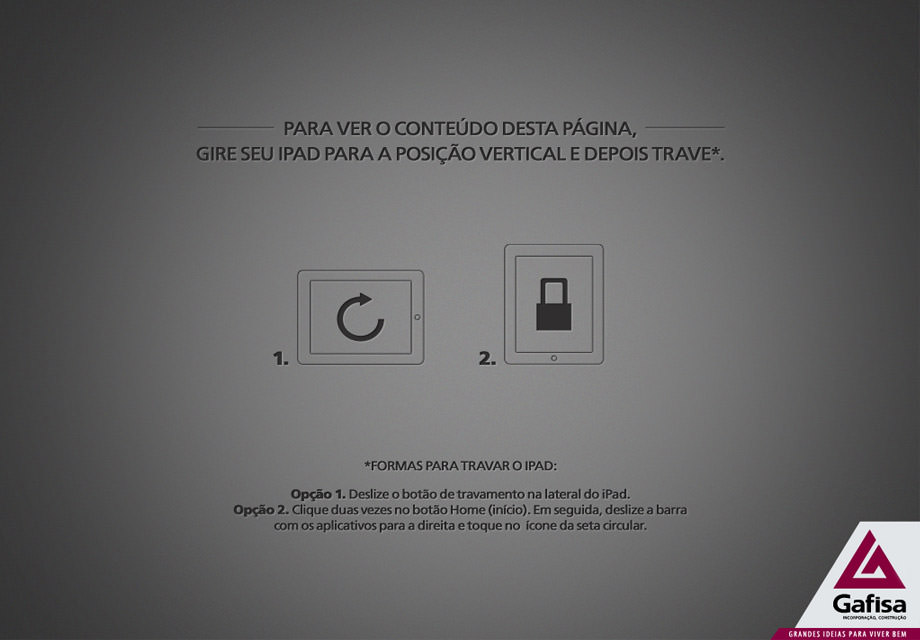 PARA VER O CONTEÚDO DESTA PÁGINA,
GIRE SEU IPAD PARA A POSIÇÃO VERTICAL E DEPOIS TRAVE*.
1.
2.
*FORMAS PARA TRAVAR O IPAD:
Opção 1. Deslize o botão de travamento na lateral do iPad.
Opção 2. Clique duas vezes no botão Home (início). Em seguida, deslize a barra
com os aplicativos para a direita e toque no ícone da seta circular.
Gafisa
INCORPORAÇÃO, CONSTRUÇÃO
GRANDES IDEIAS PARA VIVER BEM